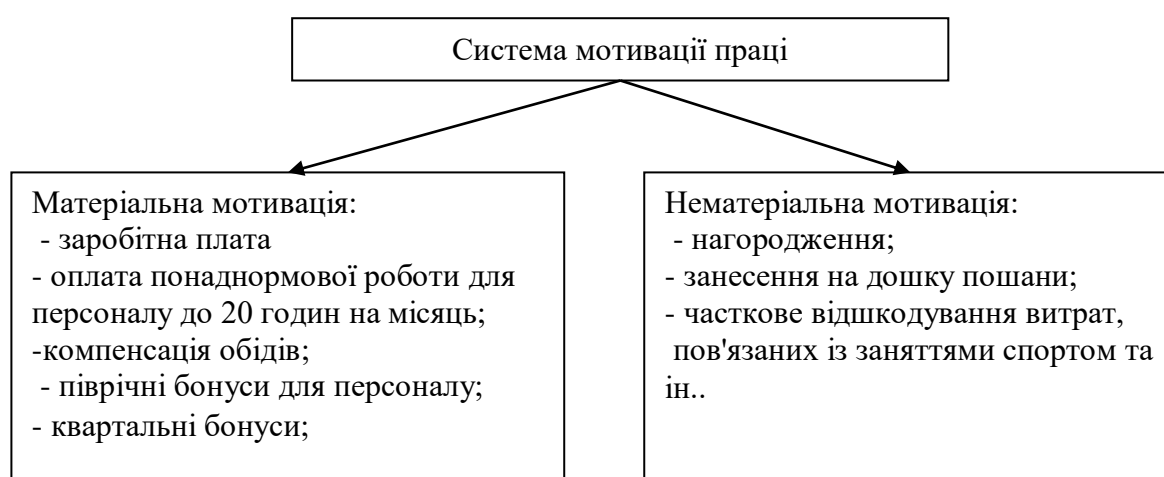 Система мотивації праці
Матеріальна мотивація:
- заробітна плата
- оплата понаднормової роботи для
персоналу до 20 годин на місяць;
-компенсація обідів;
- піврічні бонуси для персоналу;
- квартальні бонуси;
Нематеріальна мотивація:
- нагородження;
- занесення на дошку пошани;
- часткове відшкодування витрат,
пов'язаних із заняттями спортом та
ін..